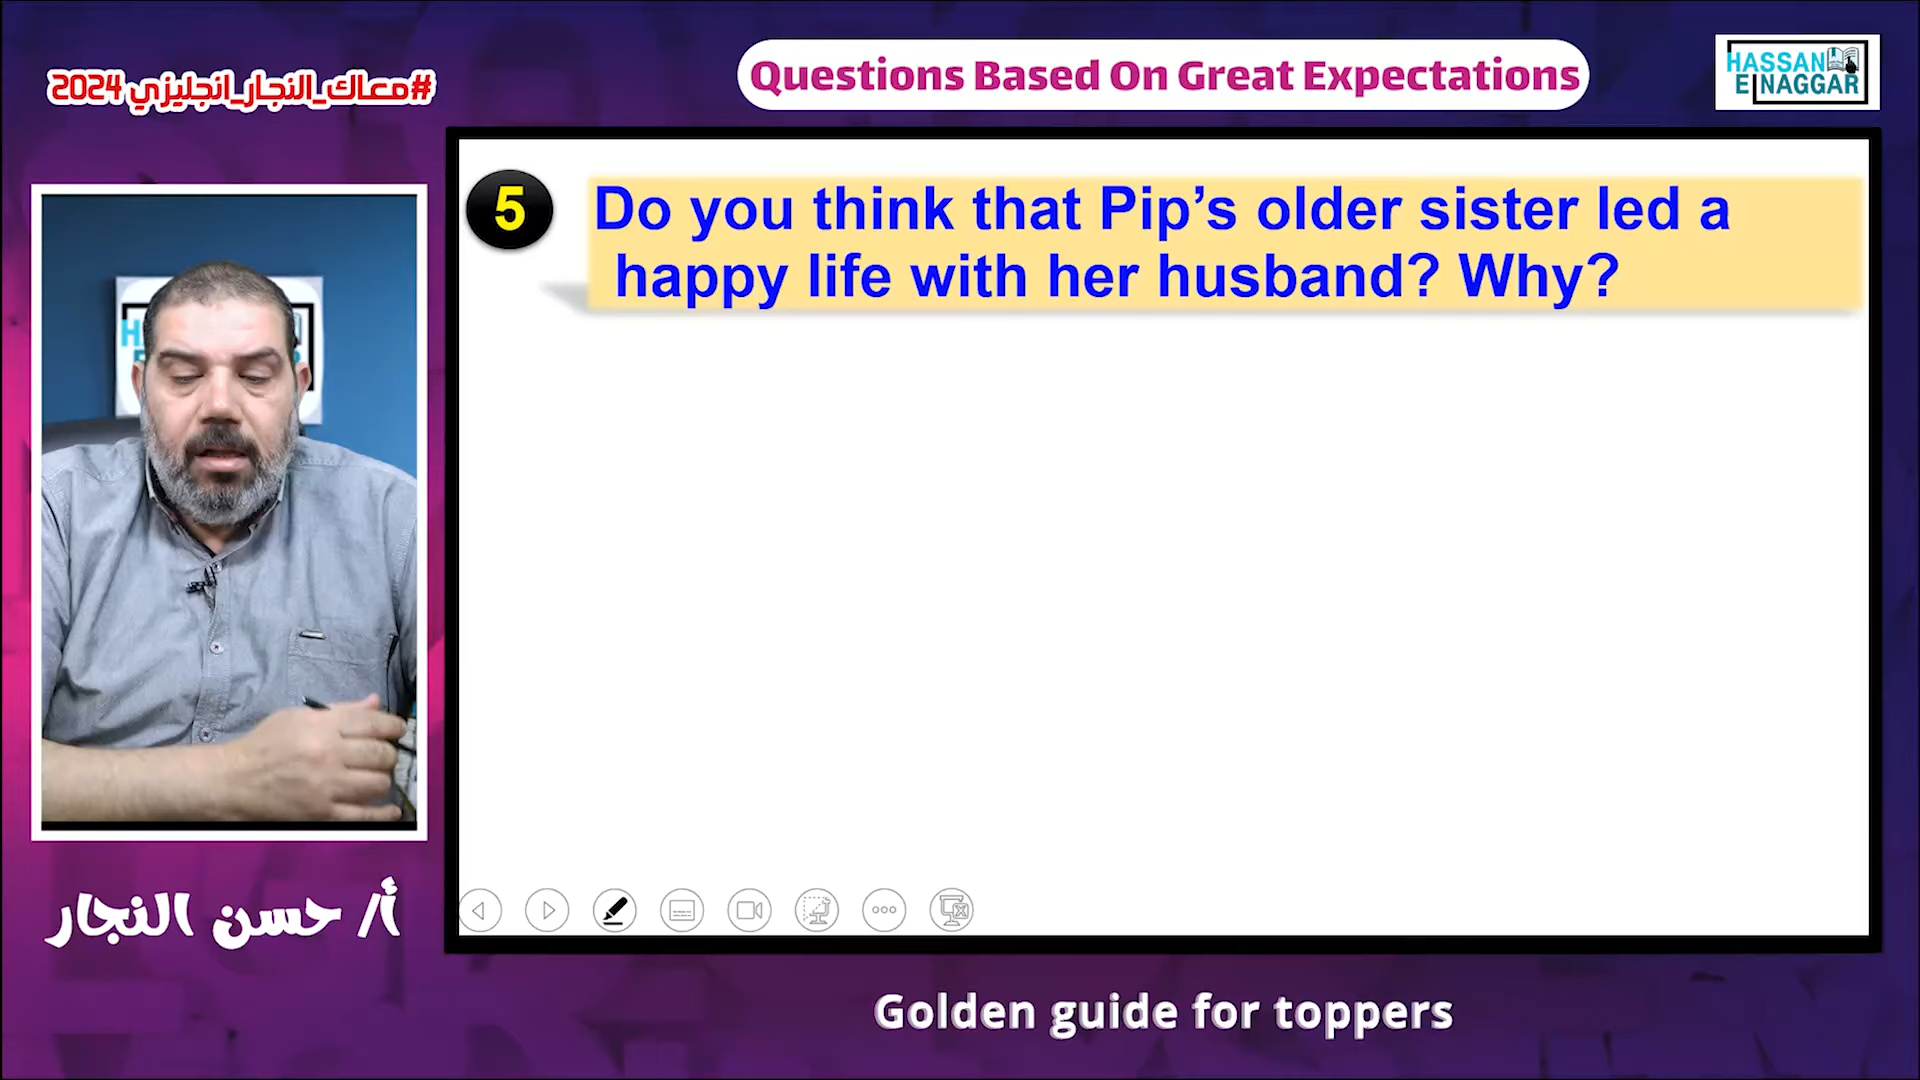 #معاك_النجار_انجليزي 2024
Questions Based On Great Expectations
HASSAN
ELNAGGAR
5
Do you think that Pip’s older sister led a
happy life with her husband? Why?
أ/ حسن النجار
Golden guide for toppers